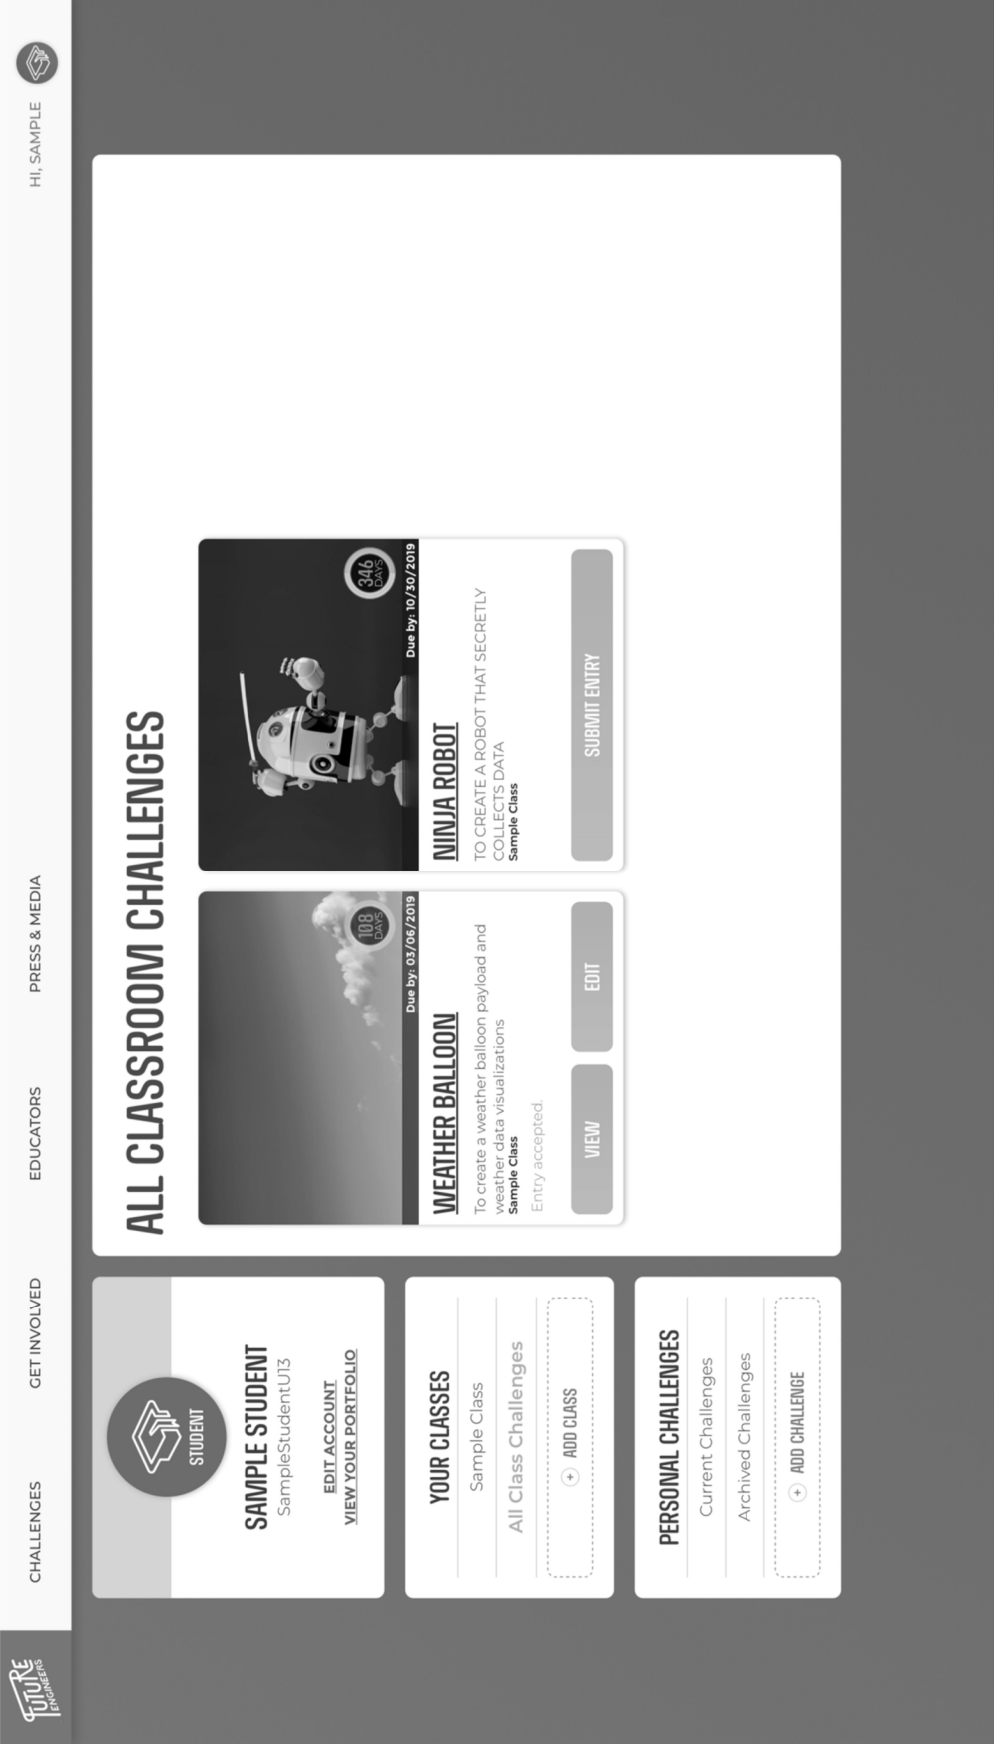 FUTURE
ENGINEERS
CHALLENGES
GET INVOLVED
EDUCATORS
PRESS & MEDIA
HI, SAMPLE
STUDENT
SAMPLE STUDENT
SampleStudentU13
EDIT ACCOUNT
VIEW YOUR PORTFOLIO
YOUR CLASSES
Sample Class
All Class Challenges
+ ADD CLASS
PERSONAL CHALLENGES
Current Challenges
Archived Challenges
+ ADD CHALLENGE
ALL CLASSROOM CHALLENGES
108
DAYS
Due by: 03/06/2019
WEATHER BALLOON
To create a weather balloon payload and
weather data visualizations
Sample Class
Entry accepted.
VIEW
EDIT
346
DAYS
Due by: 10/30/2019
NINJA ROBOT
TO CREATE A ROBOT THAT SECRETLY
COLLECTS DATA
Sample Class
SUBMIT ENTRY